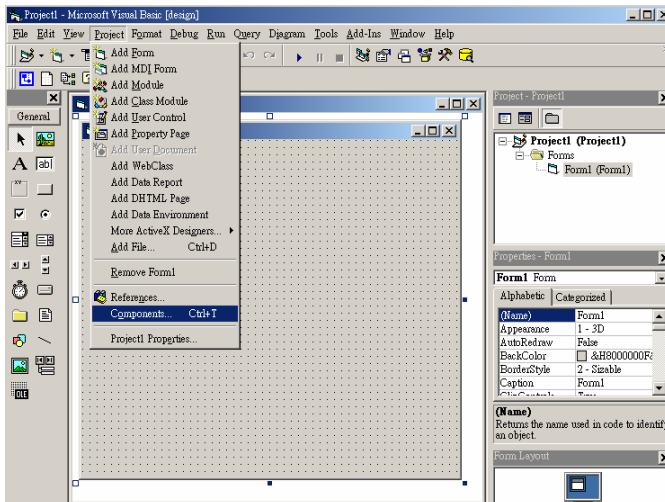 Project1 - Microsoft Visual Basic [design]
File Edit View Project Format Debug Run Query Diagram Tools Add-Ins Window Help
Add Form
Add MDI Form
Add Module
Add Class Module
Add User Control
Add Property Page
Add User Document
Add WebClass
Add Data Report
Add DHTML Page
Add Data Environment
More ActiveX Designers...
Add File... Ctrl+D
Remove Form1
References...
Components... Ctrl+T
Project1 Properties...
General
A ab|
xv
OLE
Project - Project1
Project1 (Project1)
Forms
Form1 (Form1)
Properties - Form1
Form1 Form
Alphabetic Categorized
(Name) Form1
Appearance 1 - 3D
AutoRedraw False
BackColor &H8000000F&
BorderStyle 2 - Sizable
Caption Form1
ClipControls True
(Name)
Returns the name used in code to identify
an object.
Form Layout